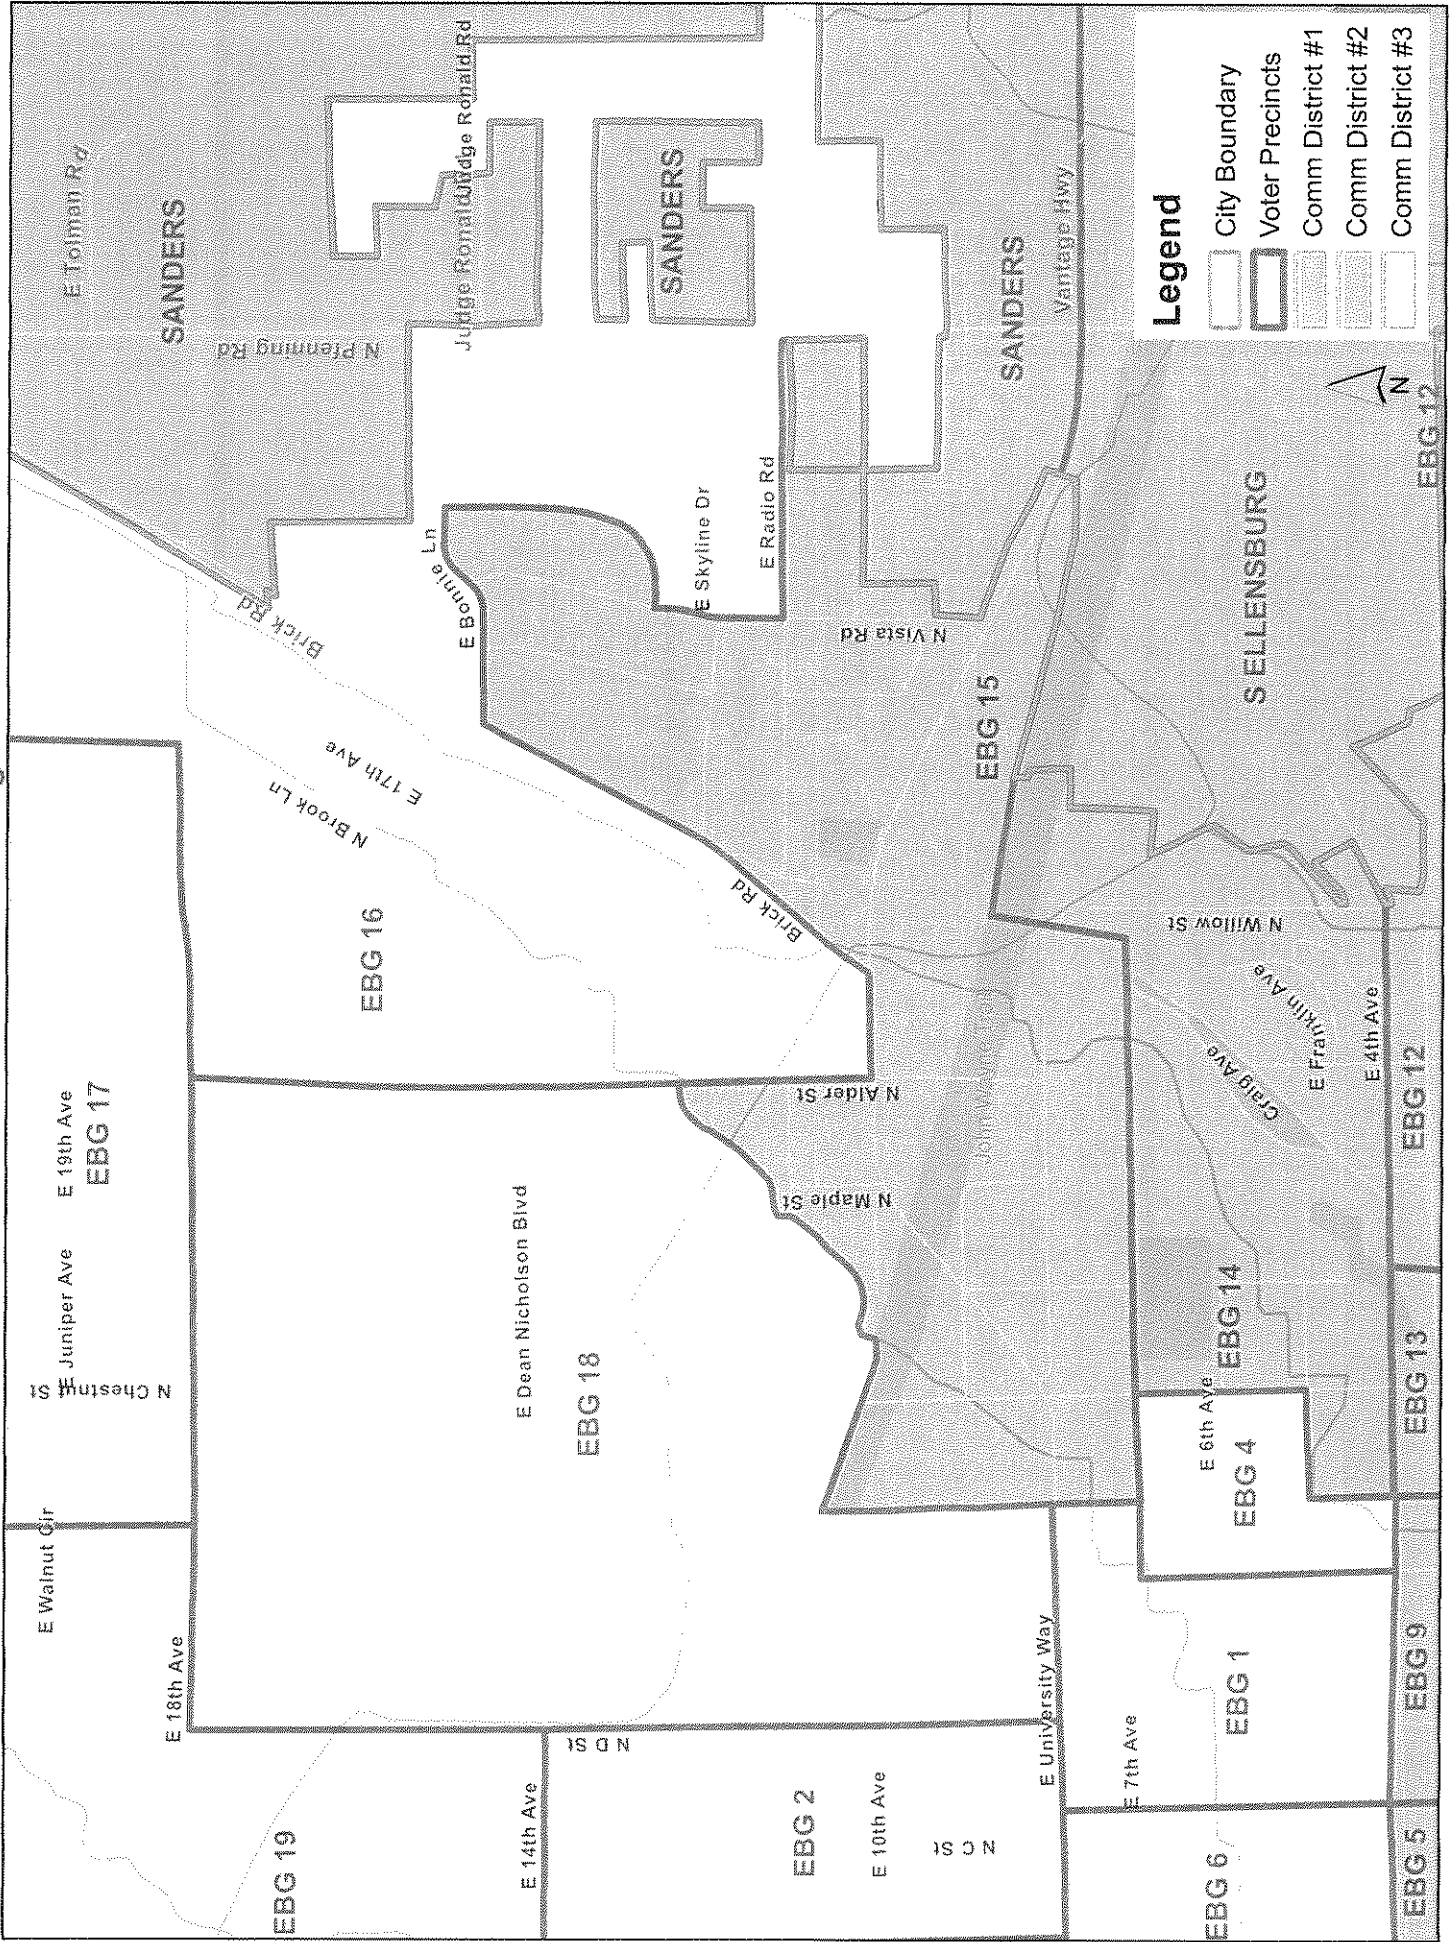 E Tolman Rd
SANDERS
N Pfenning Rd
Judge Ronald Rd
Judge Ronald Rd
SANDERS
SANDERS
Vantage Hwy
Brick Rd
E Bonnie Ln
E Skyline Dr
E Radio Rd
N Vista Rd
E 17th Ave
N Brook Ln
EBG 16
Brick Rd
EBG 15
S ELLENSBURG
EBG 12
N Willow St
E 19th Ave
EBG 17
E Juniper Ave
N Chestnut St
E Walnut Cir
E 18th Ave
E Dean Nicholson Blvd
EBG 18
N Alder St
N Maple St
E Franklin Ave
Craig Ave
E 4th Ave
EBG 12
EBG 14
EBG 13
E 6th Ave
EBG 4
E University Way
E 7th Ave
EBG 1
EBG 9
N D St
EBG 19
E 14th Ave
EBG 2
E 10th Ave
N C St
EBG 6
EBG 5
N
Legend
City Boundary
Voter Precincts
Comm District #1
Comm District #2
Comm District #3